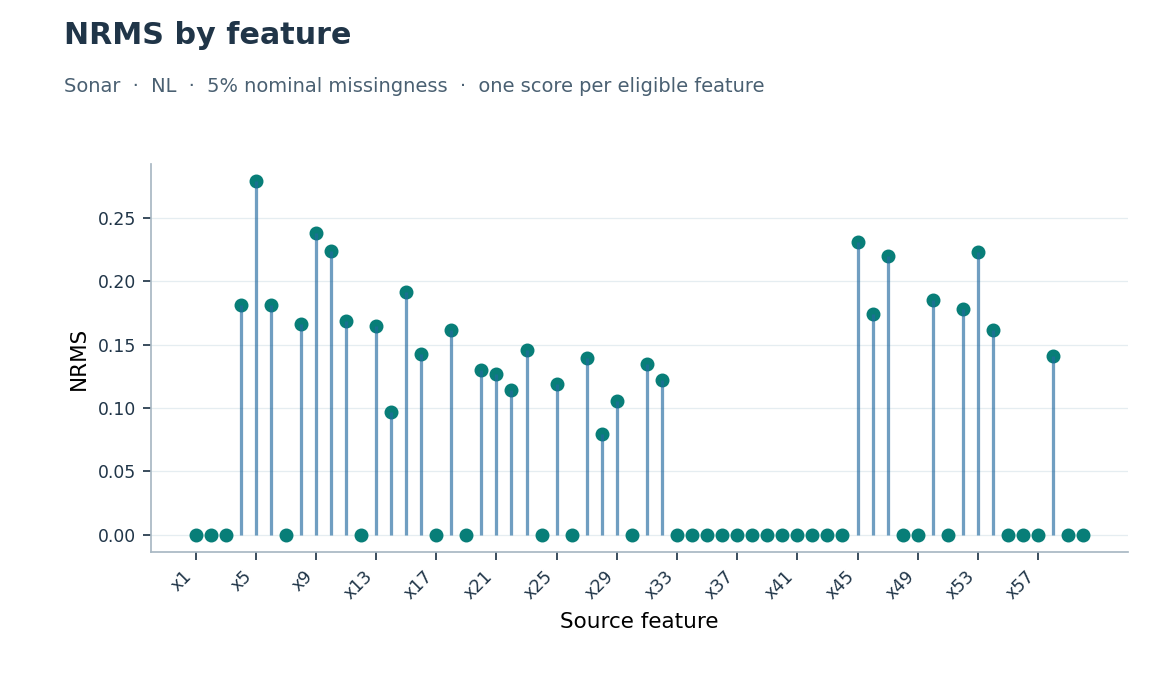 NRMS by feature
Sonar · NL · 5% nominal missingness · one score per eligible feature
NRMS
0.25
0.20
0.15
0.10
0.05
0.00
x1 x5 x9 x13 x17 x21 x25 x29 x33 x37 x41 x45 x49 x53 x57
Source feature